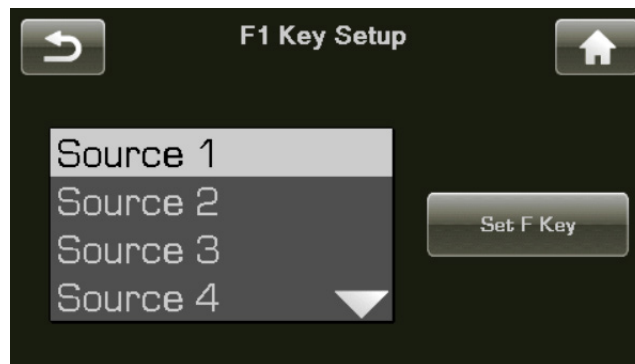 F1 Key Setup
Source 1
Source 2
Source 3
Source 4
Set F Key